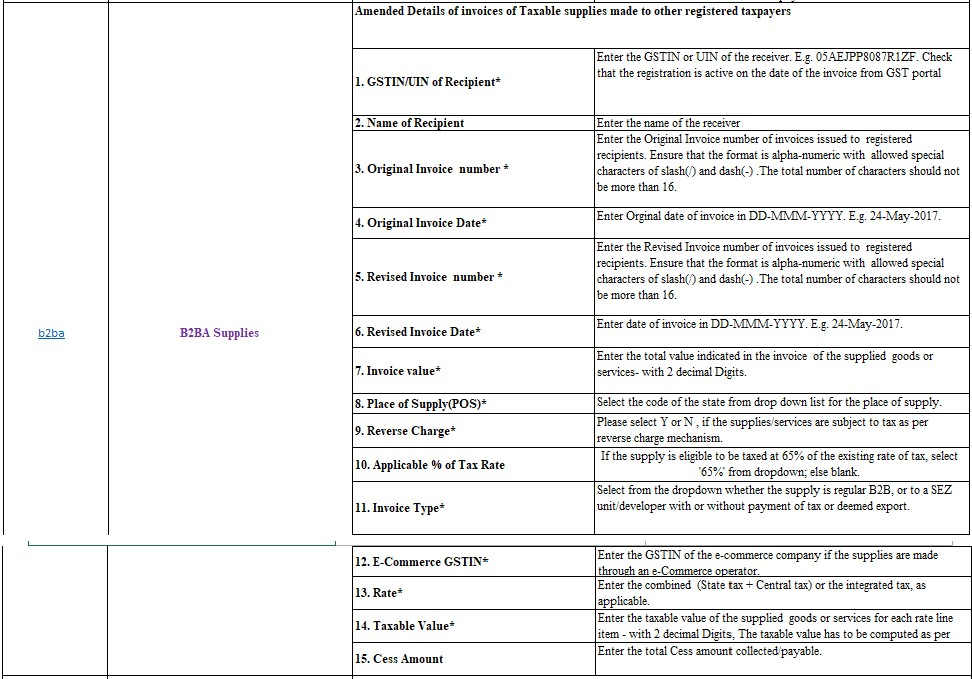 Amended Details of invoices of Taxable supplies made to other registered taxpayers
1. GSTIN/UIN of Recipient*
Enter the GSTIN or UIN of the receiver. E.g. 05AEJPP8087R1ZF. Check
that the registration is active on the date of the invoice from GST portal
2. Name of Recipient
Enter the name of the receiver
3. Original Invoice number *
Enter the Original Invoice number of invoices issued to registered
recipients. Ensure that the format is alpha-numeric with allowed special
characters of slash(/) and dash(-) .The total number of characters should not
be more than 16.
4. Original Invoice Date*
Enter Orginal date of invoice in DD-MMM-YYYY. E.g. 24-May-2017.
5. Revised Invoice number *
Enter the Revised Invoice number of invoices issued to registered
recipients. Ensure that the format is alpha-numeric with allowed special
characters of slash(/) and dash(-) .The total number of characters should not
be more than 16.
b2ba
B2BA Supplies
6. Revised Invoice Date*
Enter date of invoice in DD-MMM-YYYY. E.g. 24-May-2017.
7. Invoice value*
Enter the total value indicated in the invoice of the supplied goods or
services- with 2 decimal Digits.
8. Place of Supply(POS)*
Select the code of the state from drop down list for the place of supply.
9. Reverse Charge*
Please select Y or N , if the supplies/services are subject to tax as per
reverse charge mechanism.
10. Applicable % of Tax Rate
If the supply is eligible to be taxed at 65% of the existing rate of tax, select
'65%' from dropdown; else blank.
11. Invoice Type*
Select from the dropdown whether the supply is regular B2B, or to a SEZ
unit/developer with or without payment of tax or deemed export.
12. E-Commerce GSTIN*
Enter the GSTIN of the e-commerce company if the supplies are made
through an e-Commerce operator.
13. Rate*
Enter the combined (State tax + Central tax) or the integrated tax, as
applicable.
14. Taxable Value*
Enter the taxable value of the supplied goods or services for each rate line
item - with 2 decimal Digits, The taxable value has to be computed as per
15. Cess Amount
Enter the total Cess amount collected/payable.